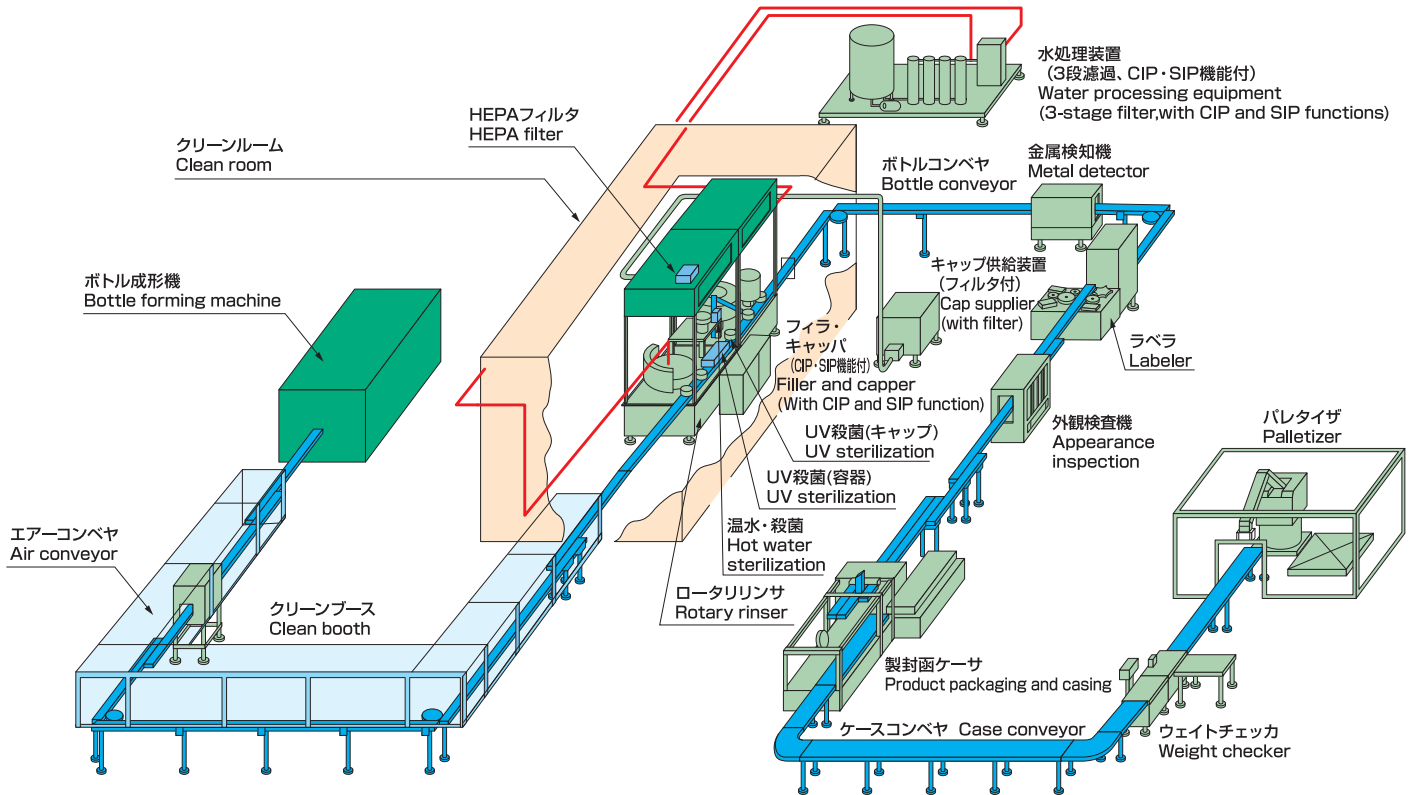 水処理装置
(3段濾過、CIP・SIP機能付)
Water processing equipment
(3-stage filter,with CIP and SIP functions)
HEPAフィルタ
HEPA filter
クリーンルーム
Clean room
ボトルコンベヤ
Bottle conveyor
金属検知機
Metal detector
ボトル成形機
Bottle forming machine
キャップ供給装置
(フィルタ付)
Cap supplier
(with filter)
フィラ・
キャッパ
(CIP・SIP機能付)
Filler and capper
(With CIP and SIP function)
ラベラ
Labeler
UV殺菌(キャップ)
UV sterilization
外観検査機
Appearance
inspection
パレタイザ
Palletizer
UV殺菌(容器)
UV sterilization
エアーコンベヤ
Air conveyor
温水・殺菌
Hot water
sterilization
クリーンブース
Clean booth
ロータリリンサ
Rotary rinser
製封函ケーサ
Product packaging and casing
ケースコンベヤ Case conveyor
ウェイトチェッカ
Weight checker